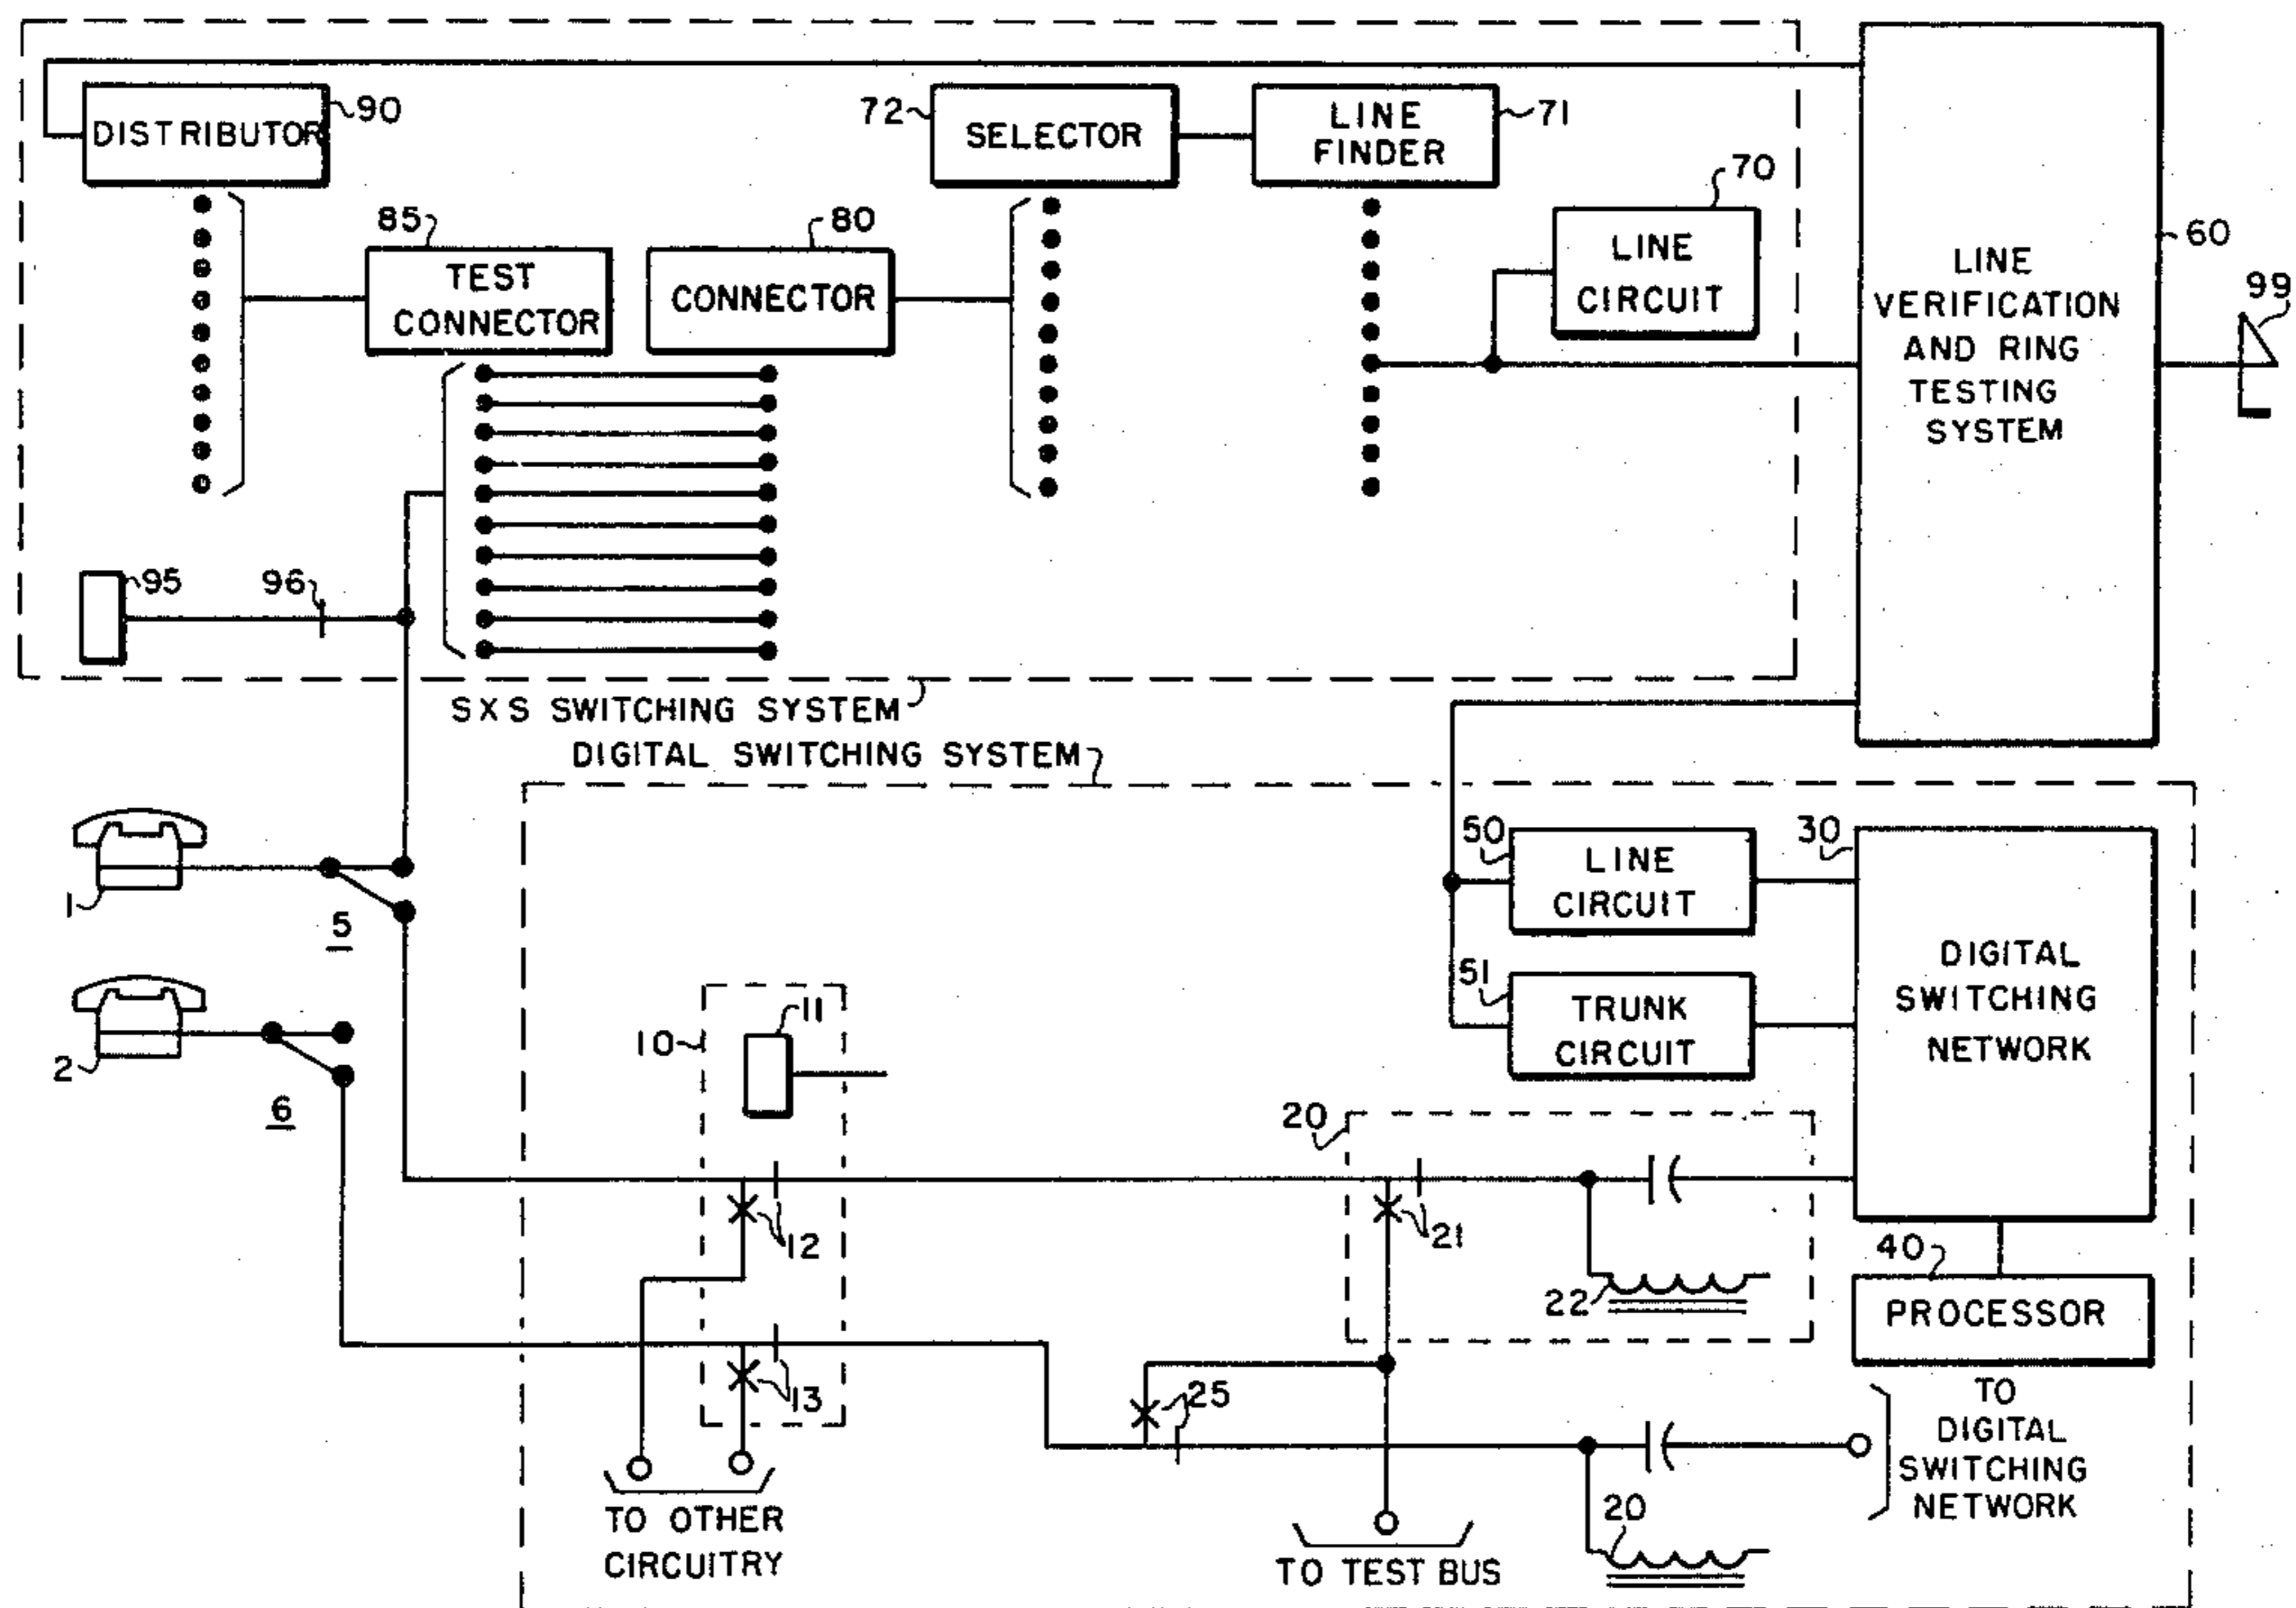 DISTRIBUTOR
90
72
SELECTOR
LINE
FINDER
71
70
LINE
CIRCUIT
85
TEST
CONNECTOR
80
CONNECTOR
60
LINE
VERIFICATION
AND RING
TESTING
SYSTEM
99
95
96
SXS SWITCHING SYSTEM
DIGITAL SWITCHING SYSTEM
1
5
2
6
50
LINE
CIRCUIT
30
51
TRUNK
CIRCUIT
DIGITAL
SWITCHING
NETWORK
10
11
12
13
20
21
22
40
PROCESSOR
25
TO
DIGITAL
SWITCHING
NETWORK
20
TO OTHER
CIRCUITRY
TO TEST BUS